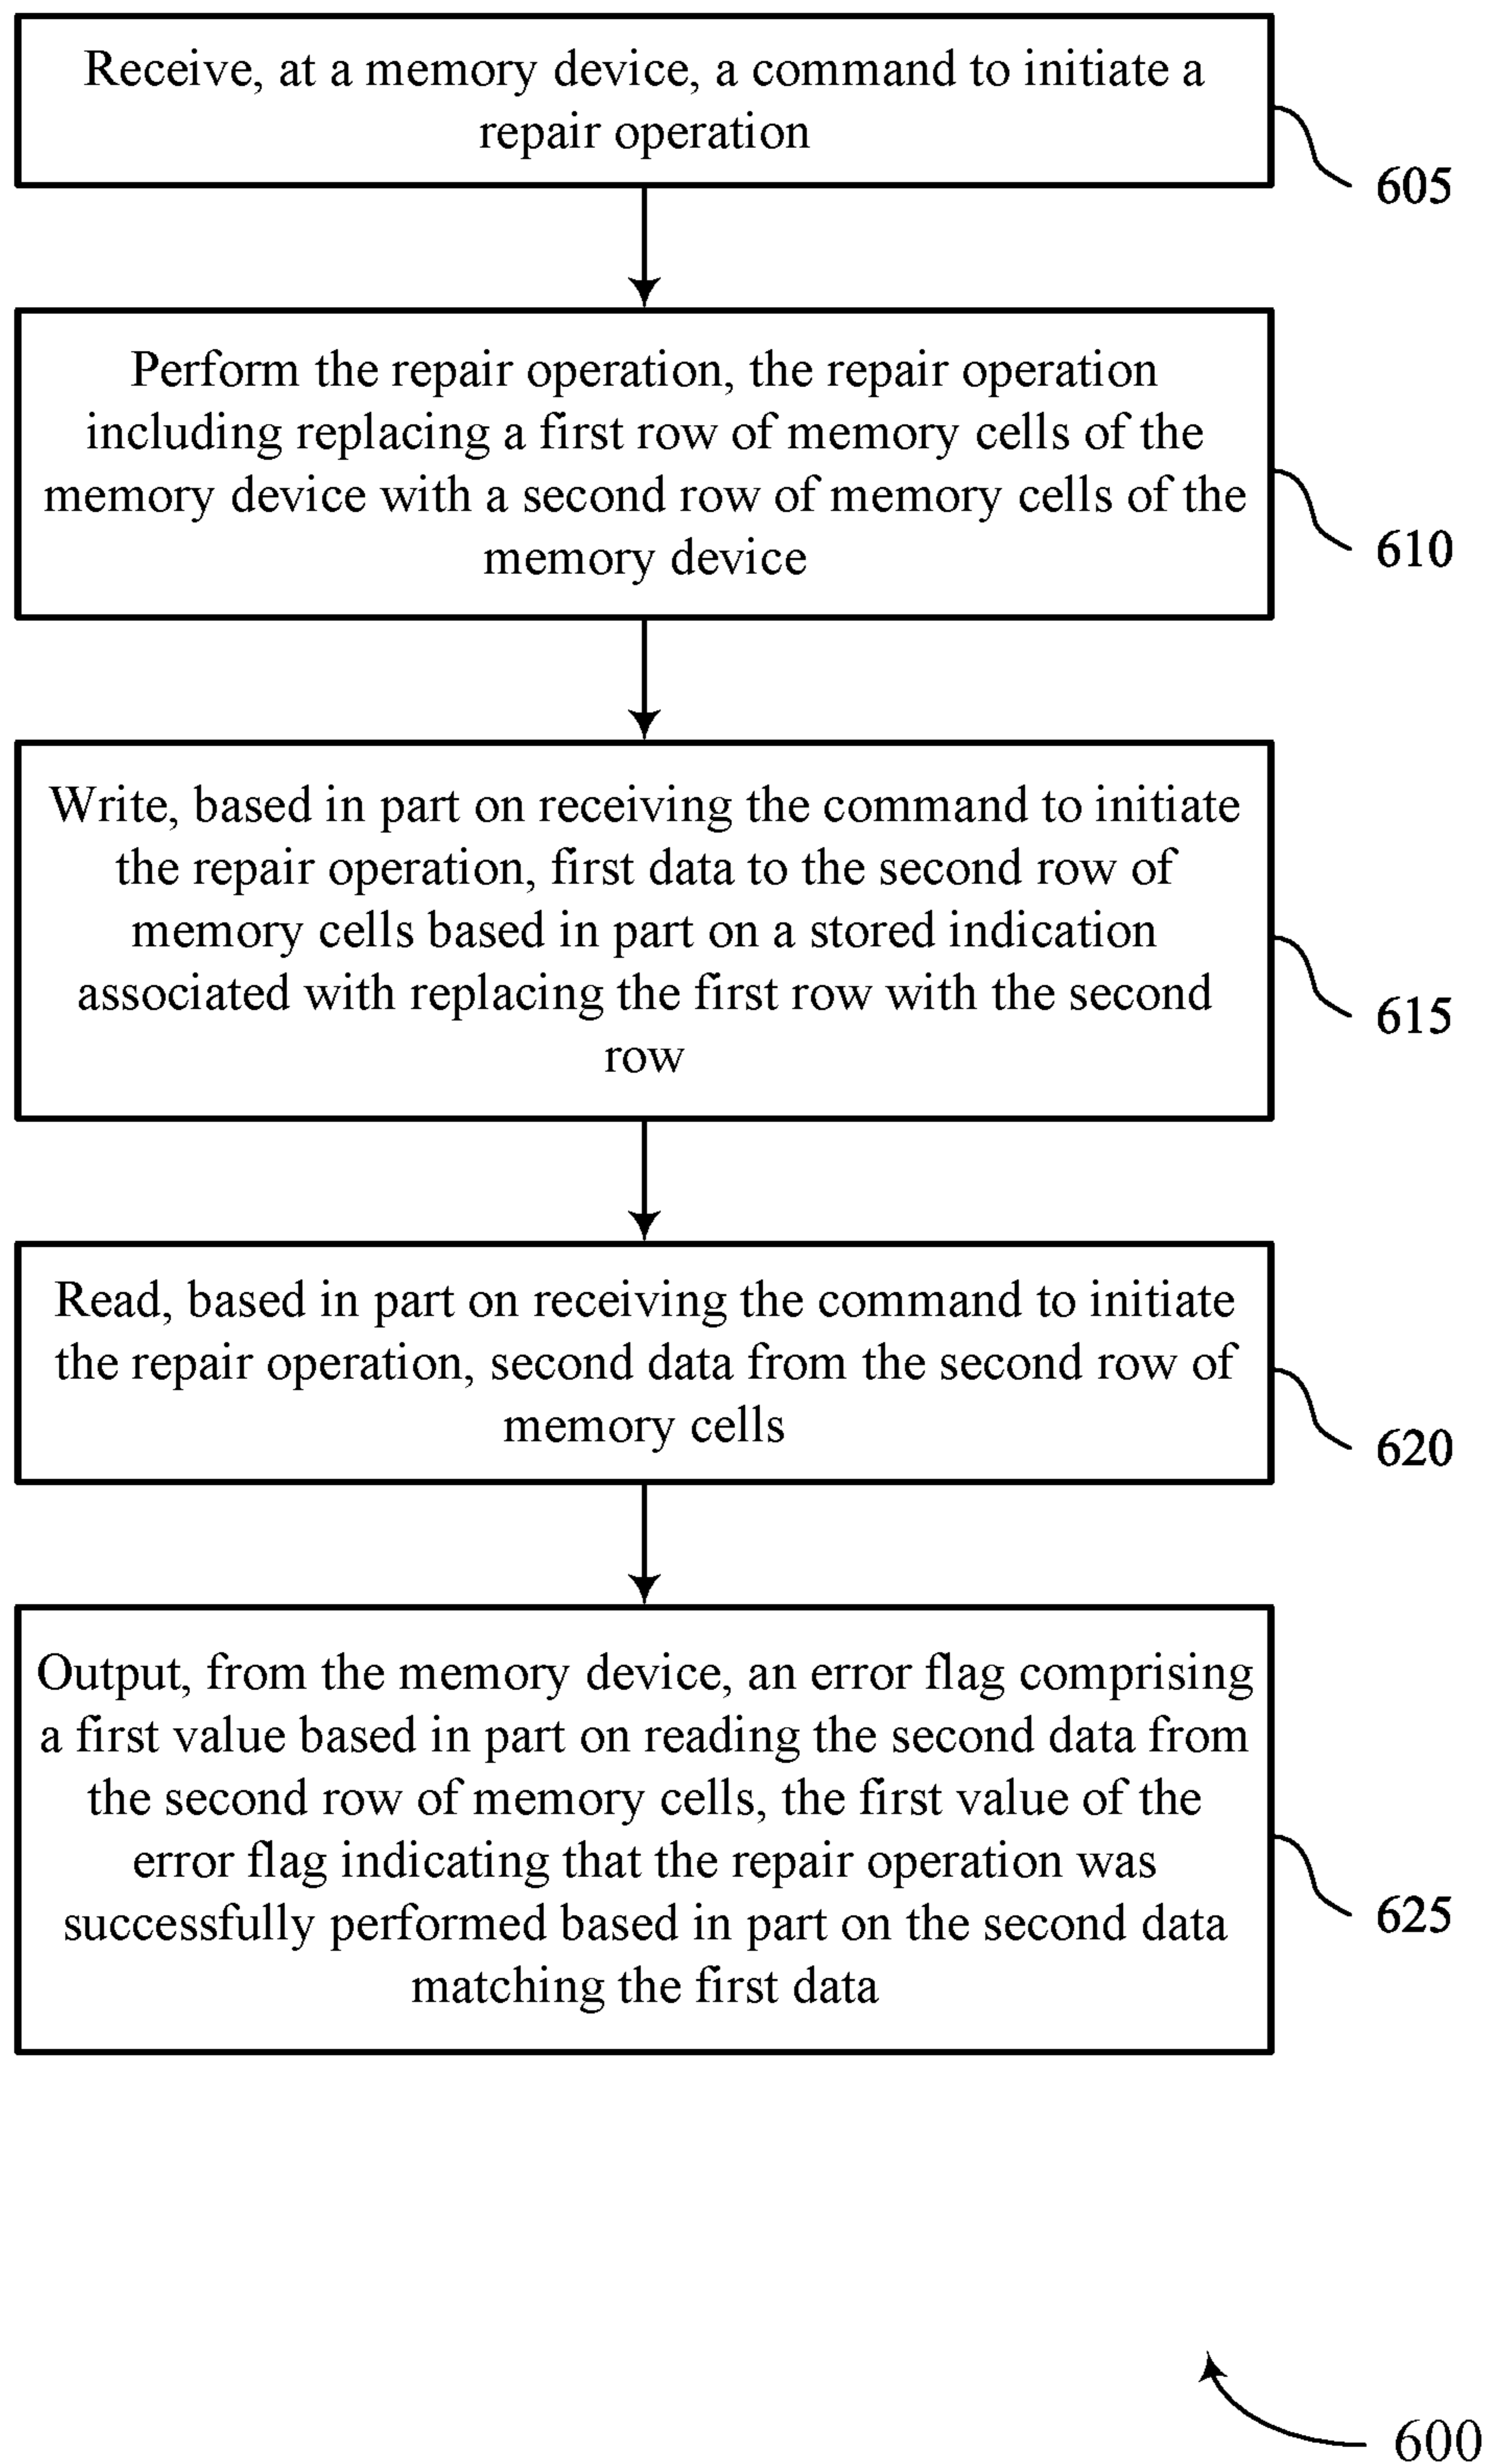 Receive, at a memory device, a command to initiate a
repair operation
605
Perform the repair operation, the repair operation
including replacing a first row of memory cells of the
memory device with a second row of memory cells of the
memory device
610
Write, based in part on receiving the command to initiate
the repair operation, first data to the second row of
memory cells based in part on a stored indication
associated with replacing the first row with the second
row
615
Read, based in part on receiving the command to initiate
the repair operation, second data from the second row of
memory cells
620
Output, from the memory device, an error flag comprising
a first value based in part on reading the second data from
the second row of memory cells, the first value of the
error flag indicating that the repair operation was
successfully performed based in part on the second data
matching the first data
625
600